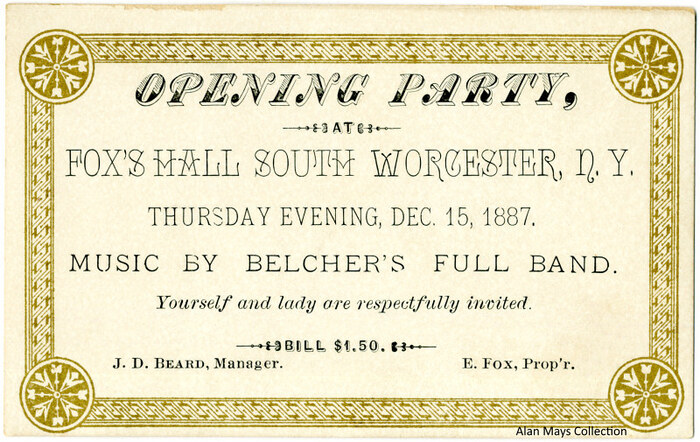 OPENING PARTY,
AT
FOX'S HALL SOUTH WORCESTER, N. Y.
THURSDAY EVENING, DEC. 15, 1887.
MUSIC BY BELCHER'S FULL BAND.
Yourself and lady are respectfully invited.
BILL $1.50.
J. D. BEARD, Manager. E. FOX, Prop'r.
Alan Mays Collection